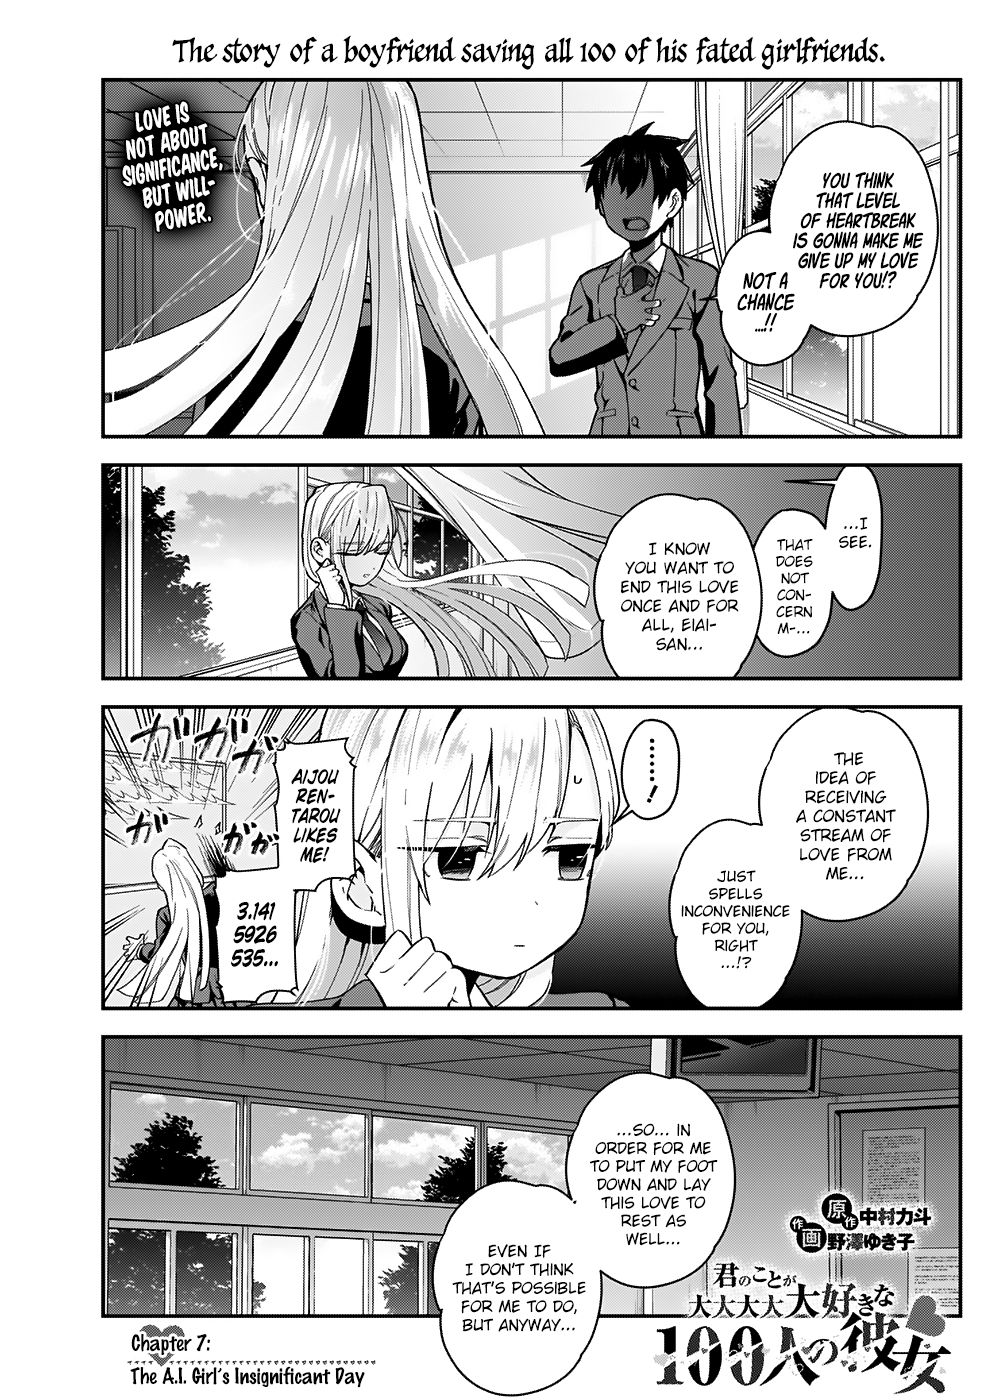 The story of a boyfriend saving all 100 of his fated girlfriends.
LOVE IS
NOT ABOUT
SIGNIFICANCE,
BUT WILL-
POWER.
YOU THINK
THAT LEVEL
OF HEARTBREAK
IS GONNA MAKE ME
GIVE UP MY LOVE
FOR YOU!?
NOT A
CHANCE
...!!
...I
SEE.
THAT
DOES
NOT
CON-
CERN
M-...
I KNOW
YOU WANT TO
END THIS LOVE
ONCE AND FOR
ALL, EIAI-
SAN...
THE
IDEA OF
RECEIVING
A CONSTANT
STREAM OF
LOVE FROM
ME...
JUST
SPELLS
INCONVENIENCE
FOR YOU,
RIGHT
...!?
......!
AIJOU
REN-
TAROU
LIKES
ME!
3.141
5926
535...
ガガガ
ガガ
...SO... IN
ORDER FOR ME
TO PUT MY FOOT
DOWN AND LAY
THIS LOVE TO
REST AS
WELL...
EVEN IF
I DON'T THINK
THAT'S POSSIBLE
FOR ME TO DO,
BUT ANYWAY...
原作 中村力斗
作画 野澤ゆき子
君のことが
大大大大大好きな
100人の彼女
Chapter 7:
The A.I. Girl's Insignificant Day